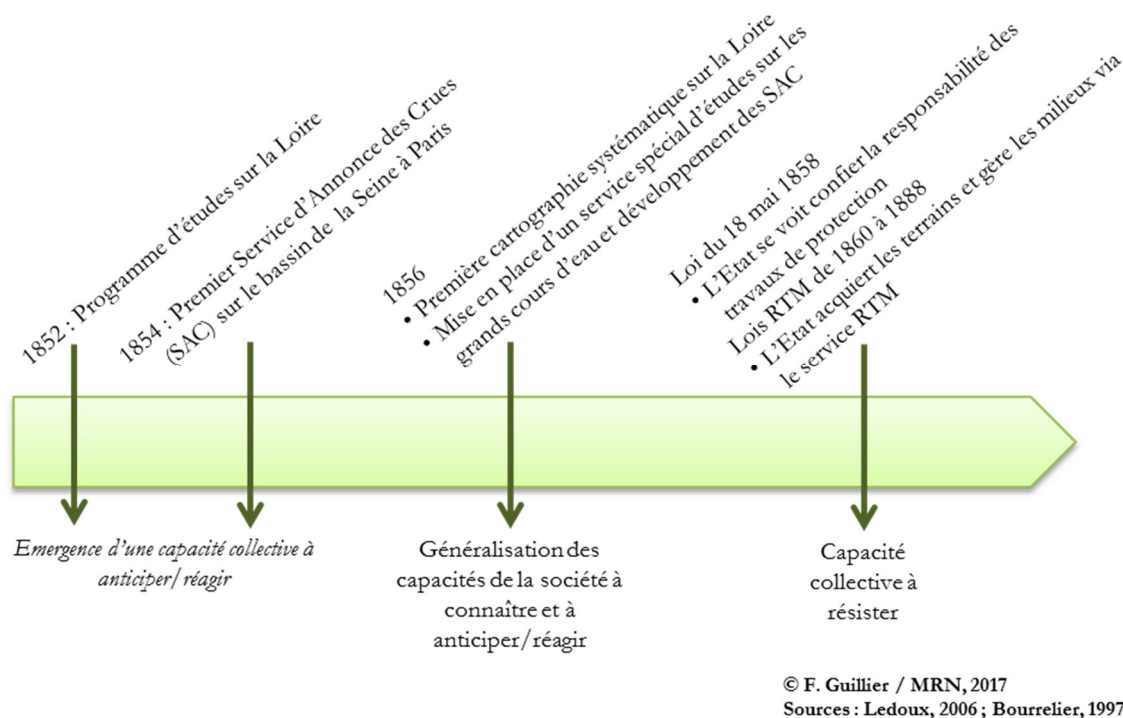 1852 : Programme d'études sur la Loire
1854 : Premier Service d'Annonce des Crues
(SAC) sur le bassin de la Seine à Paris
1856
• Première cartographie systématique sur la Loire
• Mise en place d'un service spécial d'études sur les
grands cours d'eau et développement des SAC
Loi du 18 mai 1858
• L'Etat se voit confier la responsabilité des
travaux de protection
Lois RTM de 1860 à 1888
• L'Etat acquiert les terrains et gère les milieux via
le service RTM
Emergence d'une capacité collective à
anticiper/réagir
Généralisation des
capacités de la société à
connaître et à
anticiper/réagir
Capacité
collective à
résister
© F. Guillier / MRN, 2017
Sources : Ledoux, 2006 ; Bourrelier, 1997